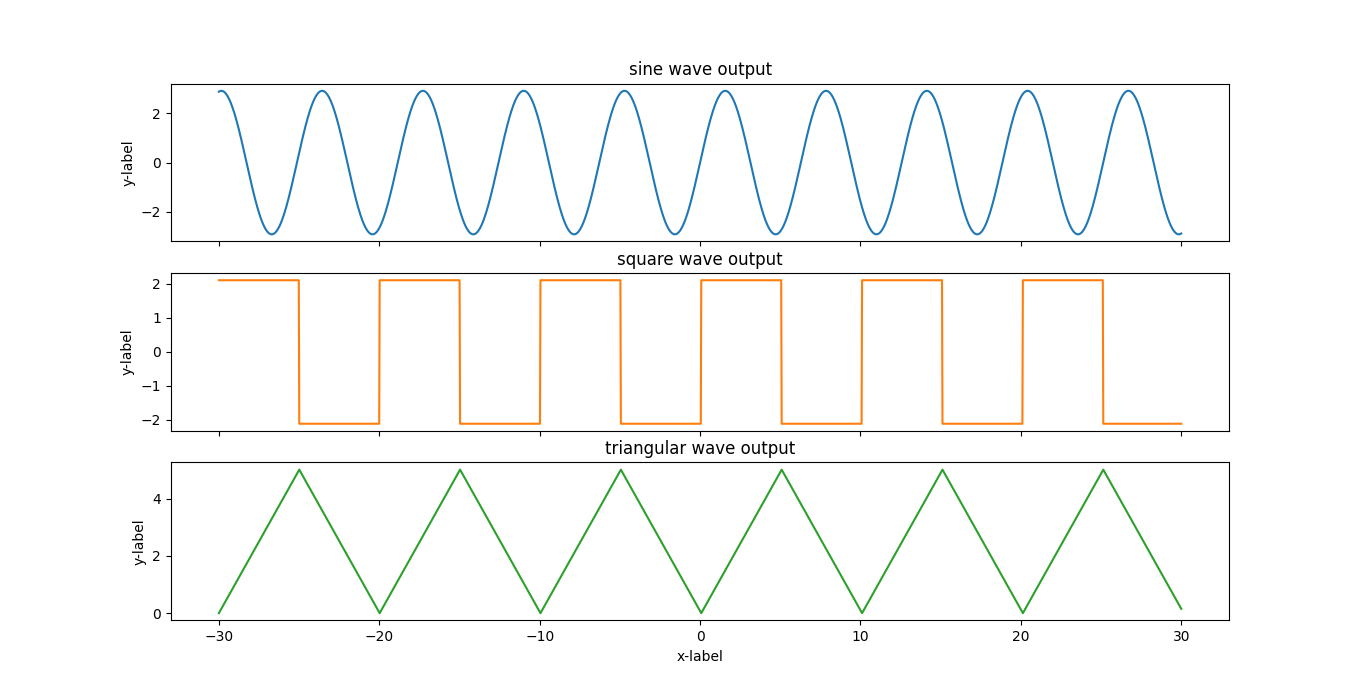 sine wave output
2
0
−2
y-label
square wave output
2
1
0
−1
−2
y-label
triangular wave output
4
2
0
y-label
−30 −20 −10 0 10 20 30
x-label